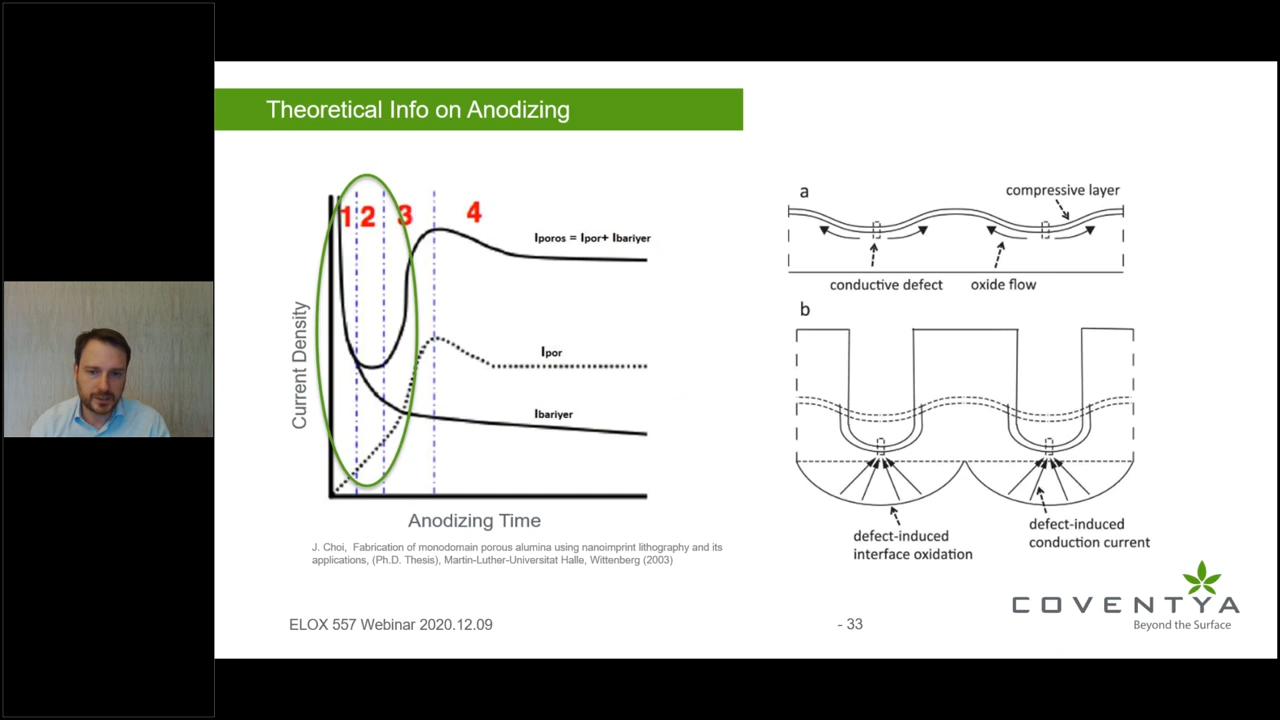 Theoretical Info on Anodizing
1 2 3 4
Iporos = Ipor+ Ibariyer
Ipor
Ibariyer
Current Density
Anodizing Time
J. Choi, Fabrication of monodomain porous alumina using nanoimprint lithography and its
applications, (Ph.D. Thesis), Martin-Luther-Universitat Halle, Wittenberg (2003)
a
compressive layer
conductive defect
oxide flow
b
defect-induced
interface oxidation
defect-induced
conduction current
COVENTYA
Beyond the Surface
ELOX 557 Webinar 2020.12.09
- 33